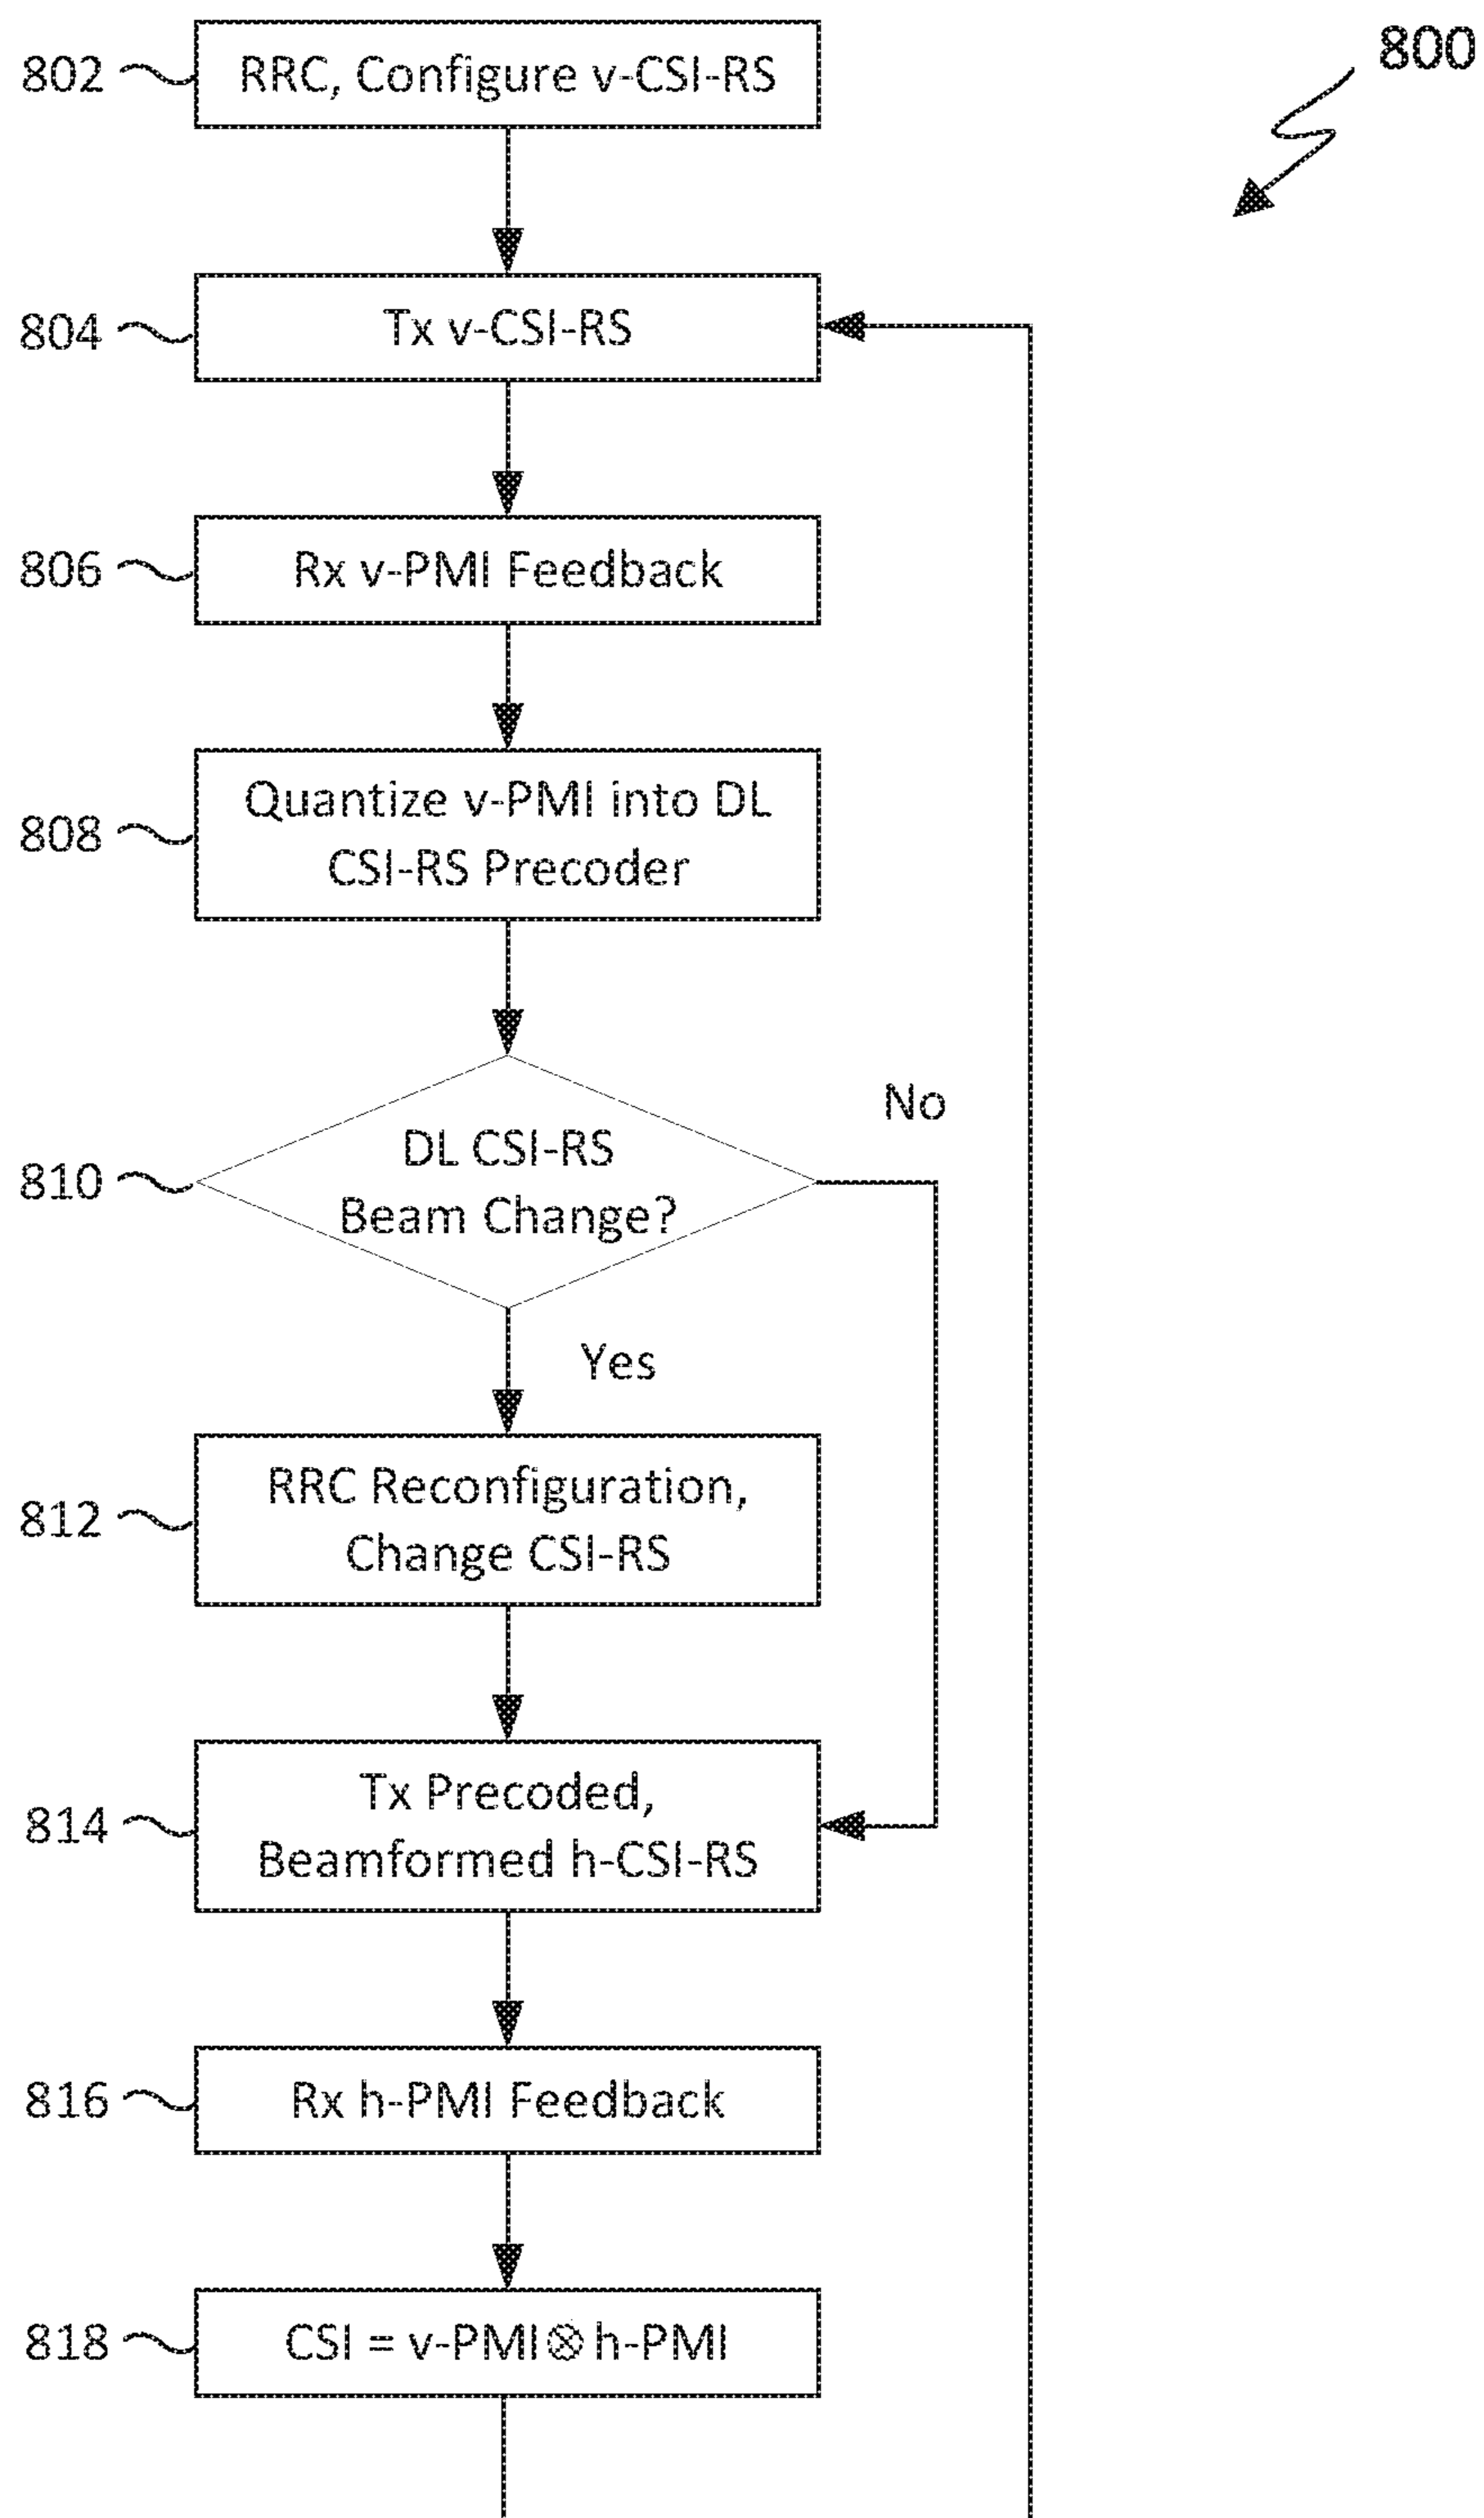 800
802 RRC, Configure v-CSI-RS
804 Tx v-CSI-RS
806 Rx v-PMI Feedback
Quantize v-PMI into DL
808
CSI-RS Precoder
No
DL CSI-RS
810
Beam Change?
Yes
RRC Reconfiguration,
812
Change CSI-RS
Tx Precoded,
814
Beamformed h-CSI-RS
816 Rx h-PMI Feedback
818 CSI = v-PMI⊗h-PMI